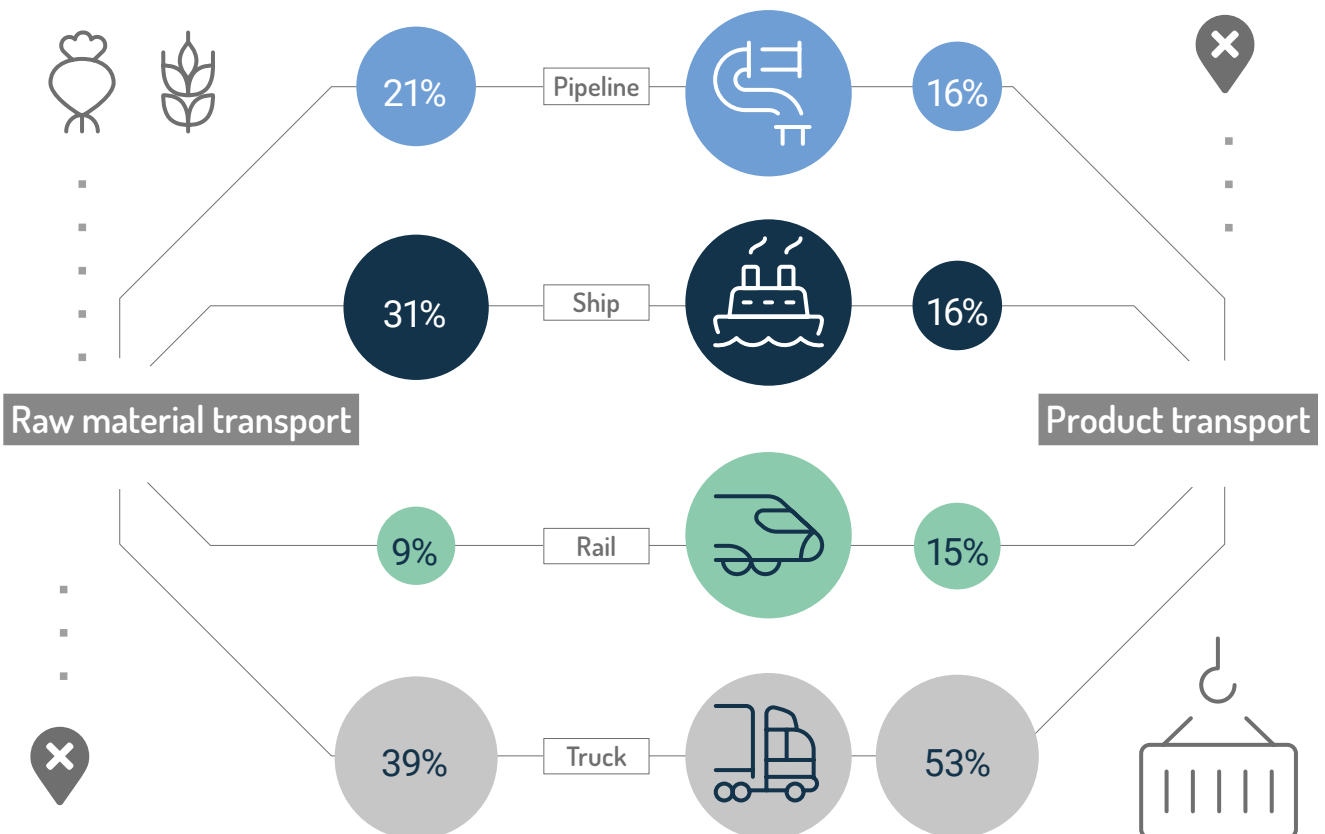 21%
Pipeline
16%
31%
Ship
16%
Raw material transport
Product transport
9%
Rail
15%
39%
Truck
53%